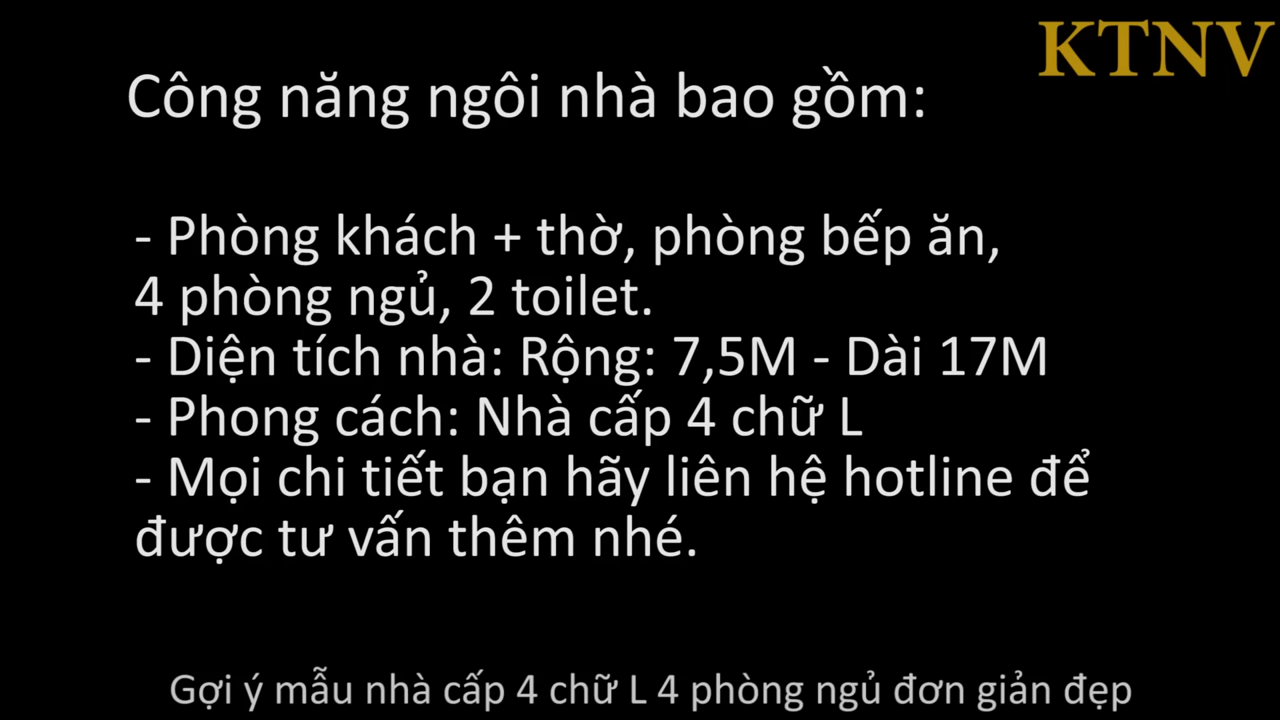 KTNV
Công năng ngôi nhà bao gồm:
- Phòng khách + thờ, phòng bếp ăn,
4 phòng ngủ, 2 toilet.
- Diện tích nhà: Rộng: 7,5M - Dài 17M
- Phong cách: Nhà cấp 4 chữ L
- Mọi chi tiết bạn hãy liên hệ hotline để
được tư vấn thêm nhé.
Gợi ý mẫu nhà cấp 4 chữ L 4 phòng ngủ đơn giản đẹp